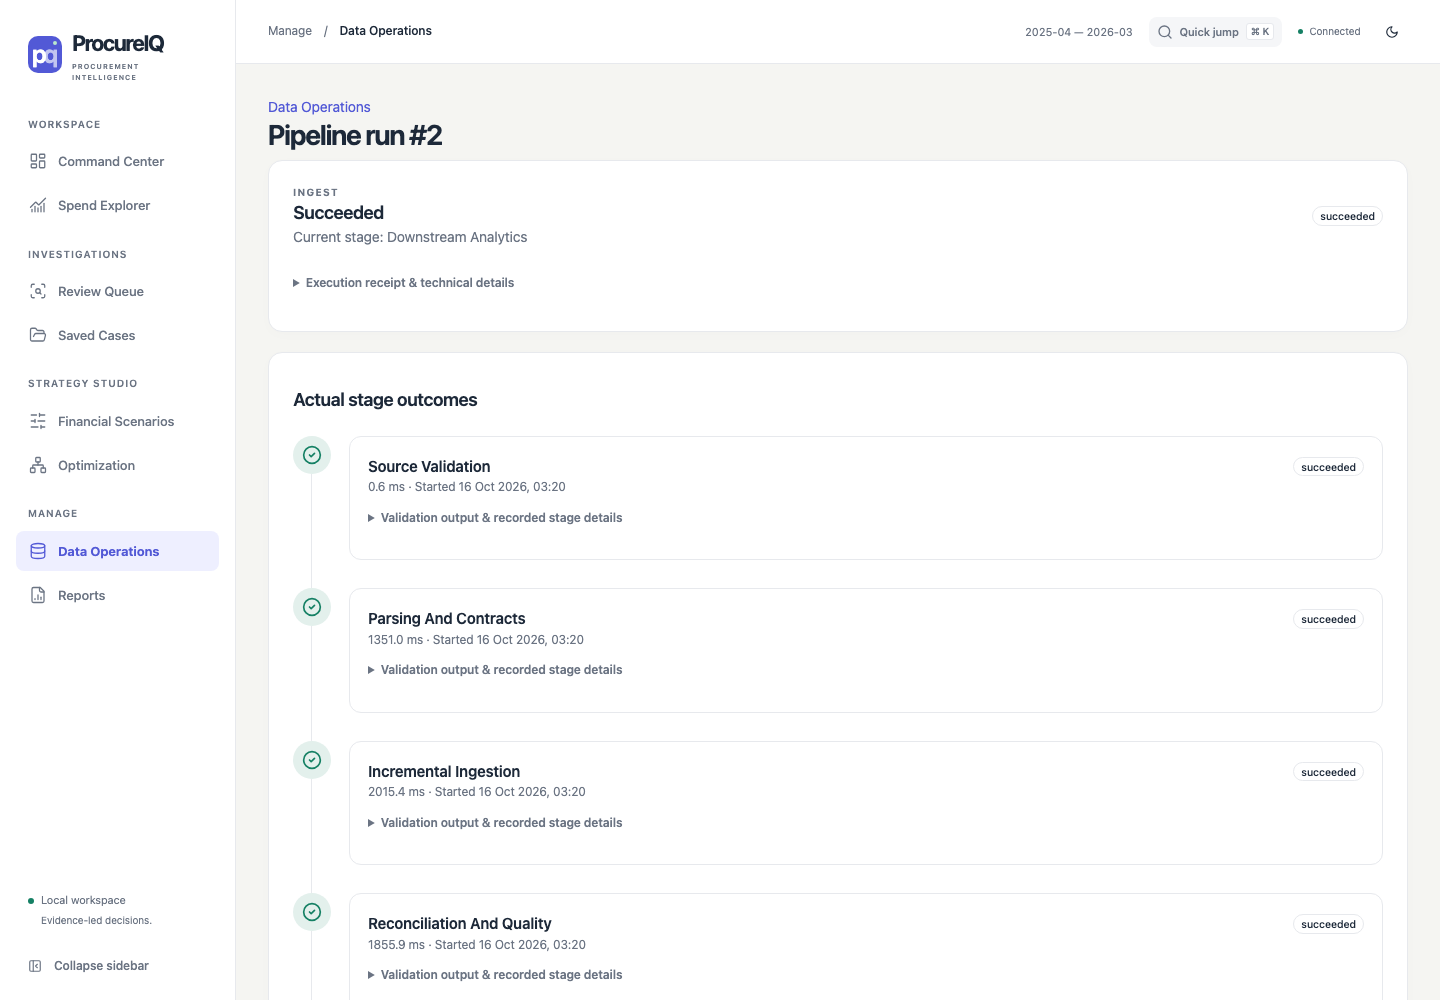 pq
ProcureIQ
PROCUREMENT
INTELLIGENCE
WORKSPACE
Command Center
Spend Explorer
INVESTIGATIONS
Review Queue
Saved Cases
STRATEGY STUDIO
Financial Scenarios
Optimization
MANAGE
Data Operations
Reports
Local workspace
Evidence-led decisions.
Collapse sidebar
Manage / Data Operations
2025-04 — 2026-03
Quick jump ⌘ K
Connected
Data Operations
Pipeline run #2
INGEST
Succeeded
succeeded
Current stage: Downstream Analytics
Execution receipt & technical details
Actual stage outcomes
Source Validation
succeeded
0.6 ms · Started 16 Oct 2026, 03:20
Validation output & recorded stage details
Parsing And Contracts
succeeded
1351.0 ms · Started 16 Oct 2026, 03:20
Validation output & recorded stage details
Incremental Ingestion
succeeded
2015.4 ms · Started 16 Oct 2026, 03:20
Validation output & recorded stage details
Reconciliation And Quality
succeeded
1855.9 ms · Started 16 Oct 2026, 03:20
Validation output & recorded stage details